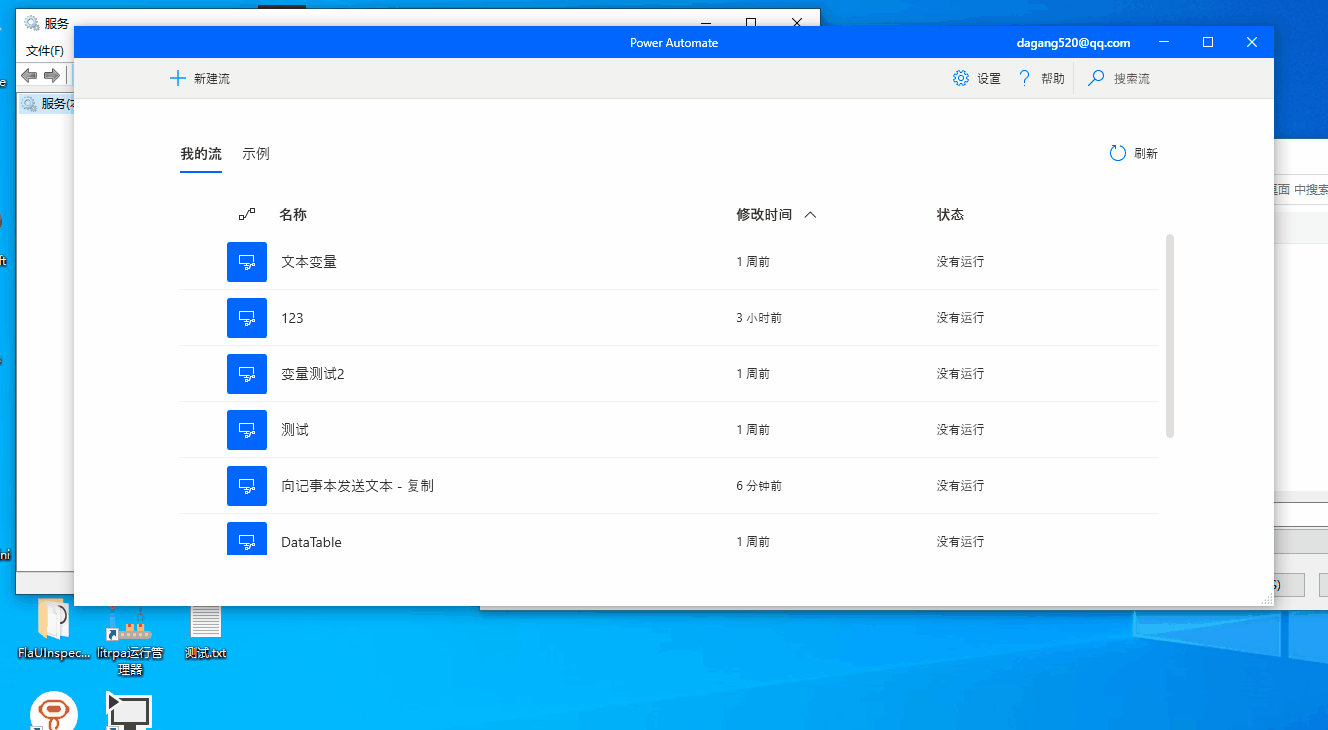 服务
文件(F)
服务(
Power Automate
dagang520@qq.com
新建流
设置
帮助
搜索流
我的流 示例
刷新
名称 修改时间 状态
文本变量 1 周前 没有运行
123 3 小时前 没有运行
变量测试2 1 周前 没有运行
测试 1 周前 没有运行
向记事本发送文本 - 复制 6 分钟前 没有运行
DataTable 1 周前 没有运行
面 中搜索
FlaUInspec...
litrpa运行管
理器
测试.txt